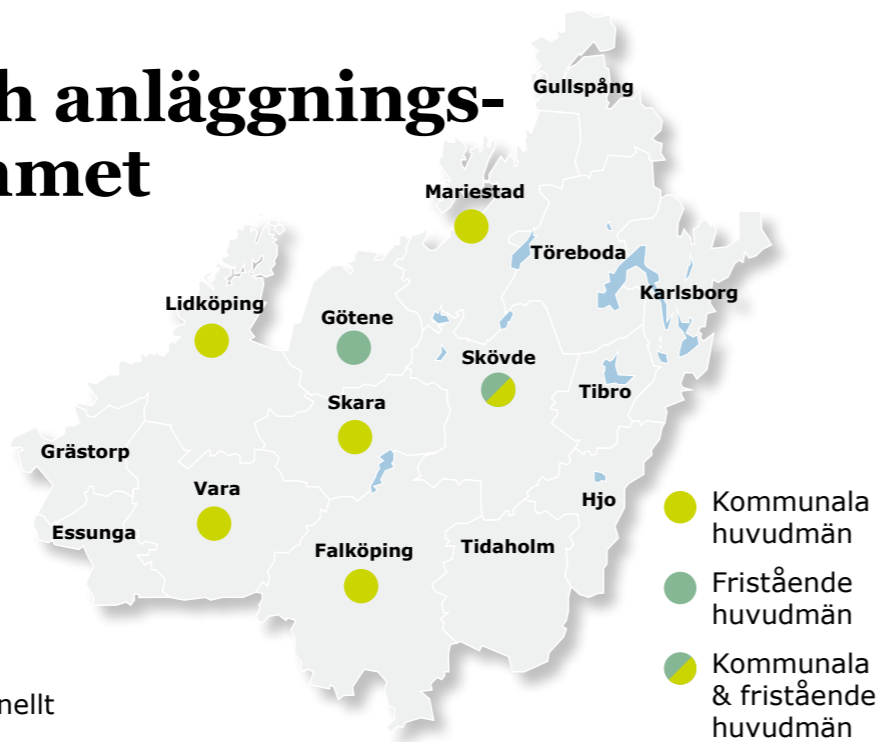 h anläggnings-
nmet
Gullspång
Mariestad
Töreboda
Karlsborg
Lidköping
Götene
Skövde
Tibro
Skara
Grästorp
Vara
Hjo
Essunga
Falköping
Tidaholm
Kommunala
huvudmän
Fristående
huvudmän
Kommunala
& fristående
huvudmän
nellt